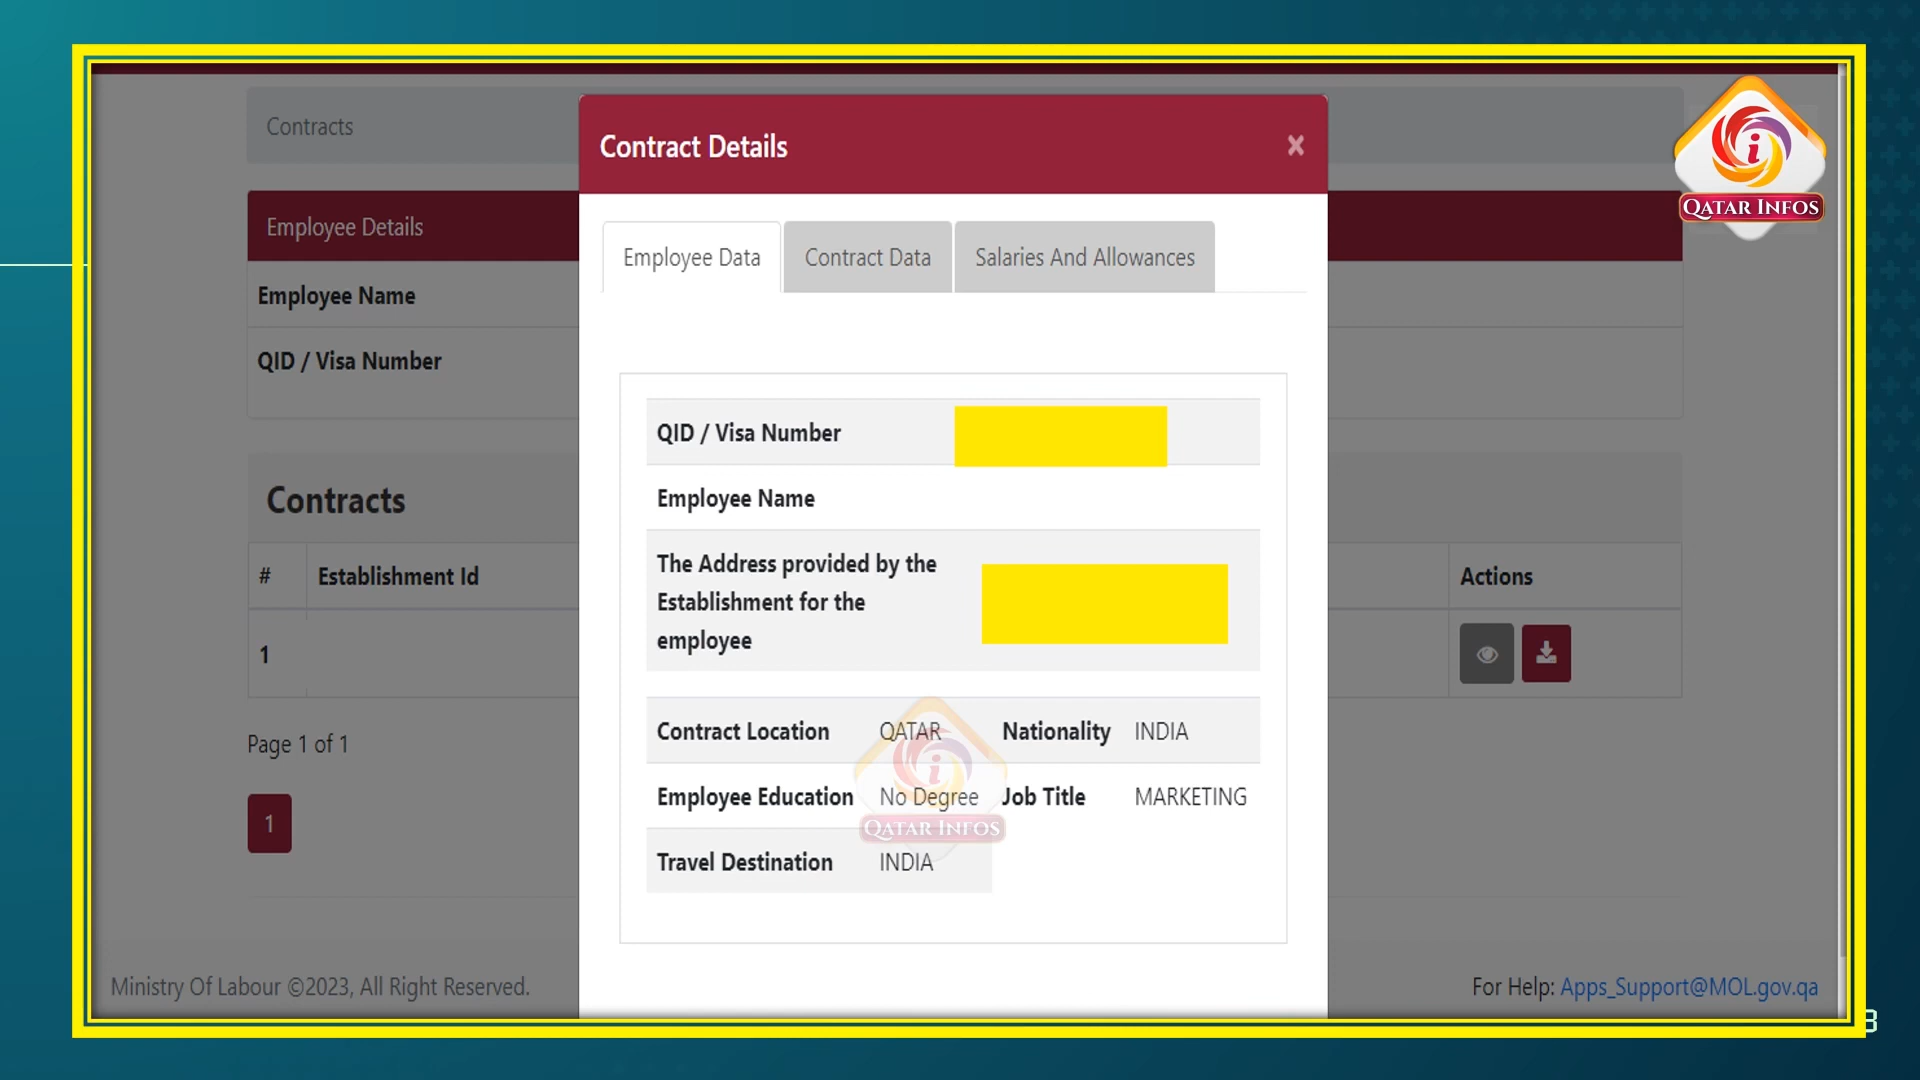 Contracts
Contract Details
×
QATAR INFOS
Employee Details
Employee Data
Contract Data
Salaries And Allowances
Employee Name
QID / Visa Number
QID / Visa Number
Employee Name
Contracts
The Address provided by the
Establishment for the
employee
#
Establishment Id
Actions
1
Contract Location
QATAR
Nationality
INDIA
Page 1 of 1
Employee Education
No Degree
Job Title
MARKETING
1
QATAR INFOS
Travel Destination
INDIA
Ministry Of Labour ©2023, All Right Reserved.
For Help: Apps_Support@MOL.gov.qa